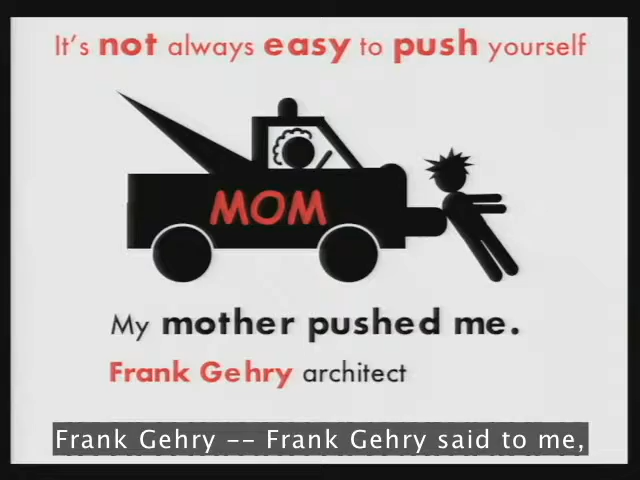 It's not always easy to push yourself
MOM
My mother pushed me.
Frank Gehry architect
Frank Gehry -- Frank Gehry said to me,